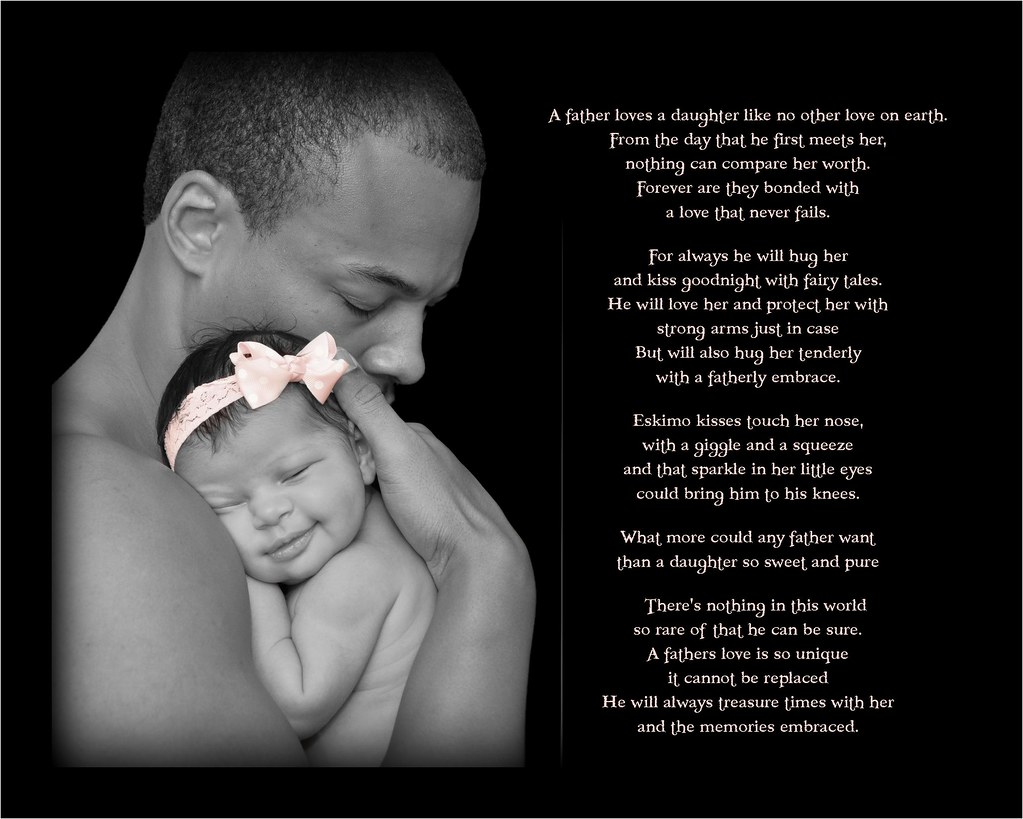 A father loves a daughter like no other love on earth.
From the day that he first meets her,
nothing can compare her worth.
Forever are they bonded with
a love that never fails.
For always he will hug her
and kiss goodnight with fairy tales.
He will love her and protect her with
strong arms just in case
But will also hug her tenderly
with a fatherly embrace.
Eskimo kisses touch her nose,
with a giggle and a squeeze
and that sparkle in her little eyes
could bring him to his knees.
What more could any father want
than a daughter so sweet and pure
There's nothing in this world
so rare of that he can be sure.
A fathers love is so unique
it cannot be replaced
He will always treasure times with her
and the memories embraced.